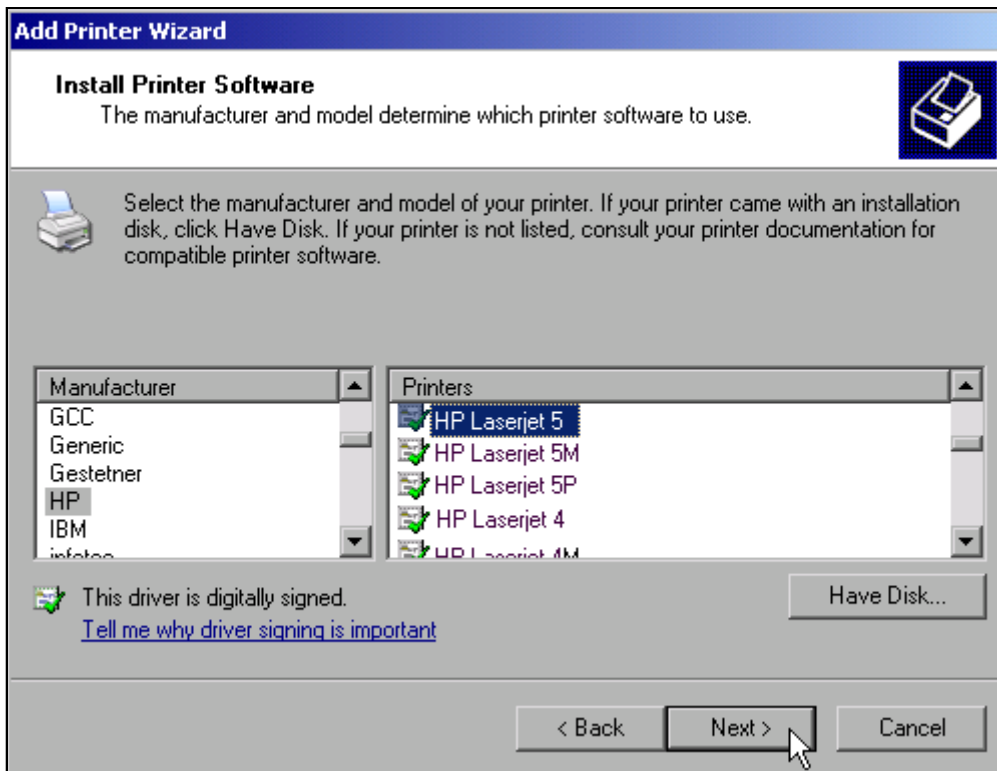 Add Printer Wizard
Install Printer Software
The manufacturer and model determine which printer software to use.
Select the manufacturer and model of your printer. If your printer came with an installation
disk, click Have Disk. If your printer is not listed, consult your printer documentation for
compatible printer software.
Manufacturer
GCC
Generic
Gestetner
HP
IBM
Printers
HP Laserjet 5
HP Laserjet 5M
HP Laserjet 5P
HP Laserjet 4
HP Laserjet 4M
This driver is digitally signed.
Tell me why driver signing is important
Have Disk...
< Back
Next >
Cancel